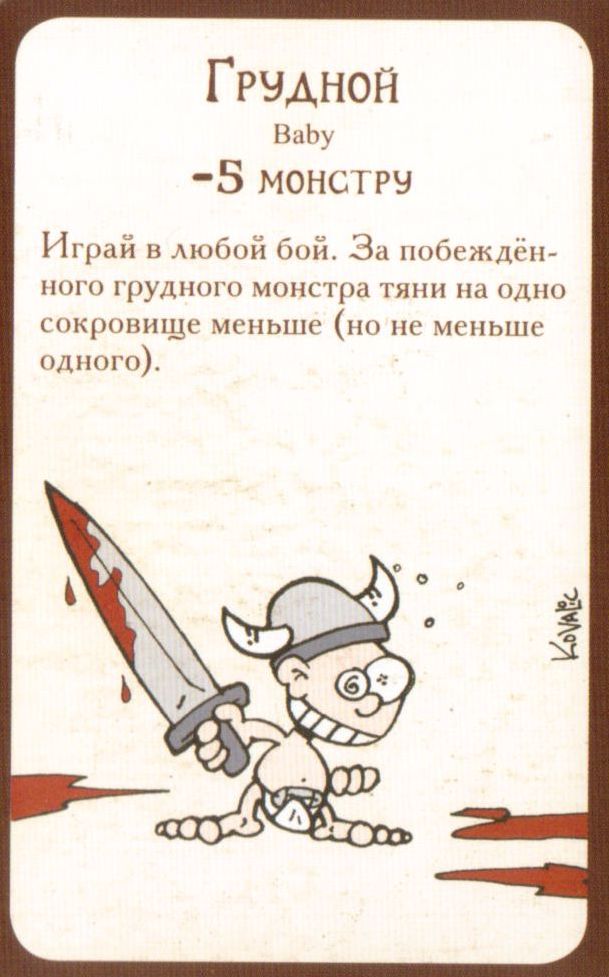 Грудной
Baby
-5 монстру
Играй в любой бой. За побеждён-
ного грудного монстра тяни на одно
сокровище меньше (но не меньше
одного).
Kovalic